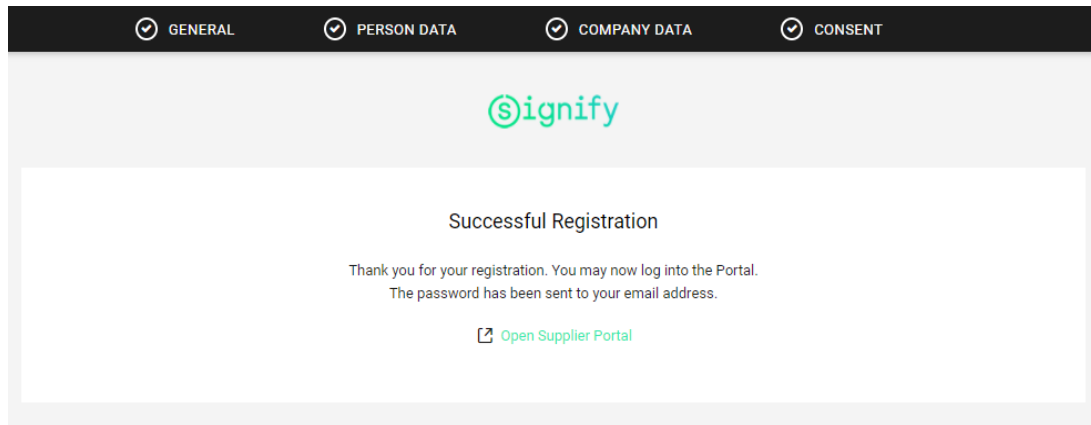 GENERAL PERSON DATA COMPANY DATA CONSENT
signify
Successful Registration
Thank you for your registration. You may now log into the Portal.
The password has been sent to your email address.
Open Supplier Portal